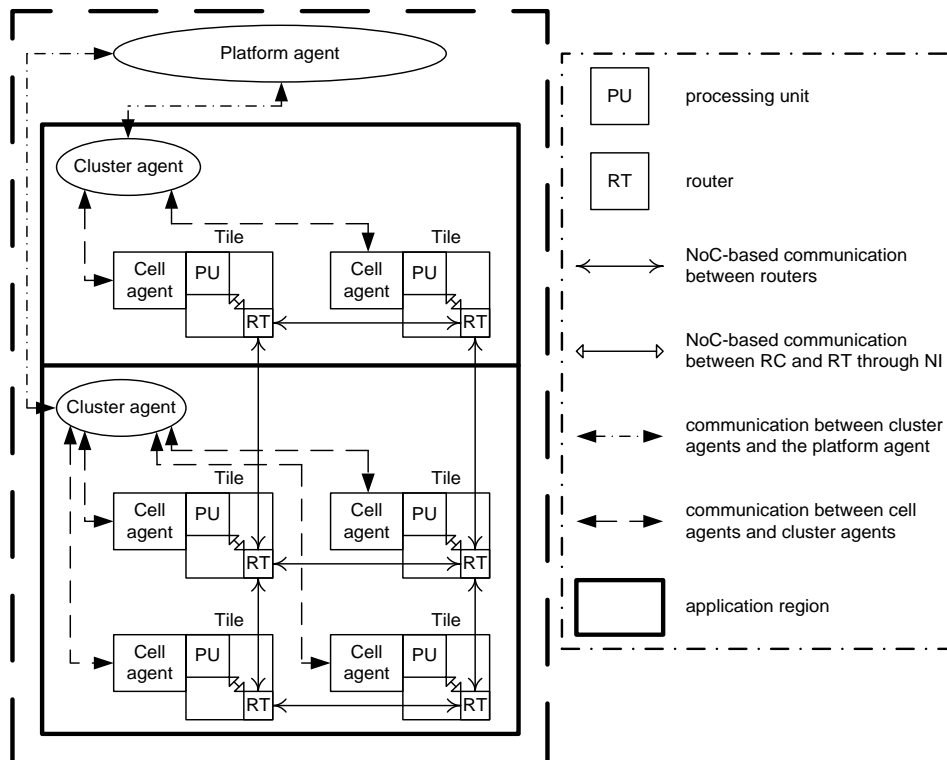 Platform agent
Cluster agent
Tile
Tile
Cell
agent
PU
RT
Cell
agent
PU
RT
Cluster agent
Tile
Tile
Cell
agent
PU
RT
Cell
agent
PU
RT
Tile
Tile
Cell
agent
PU
RT
Cell
agent
PU
RT
PU
processing unit
RT
router
NoC-based communication
between routers
NoC-based communication
between RC and RT through NI
communication between cluster
agents and the platform agent
communication between cell
agents and cluster agents
application region